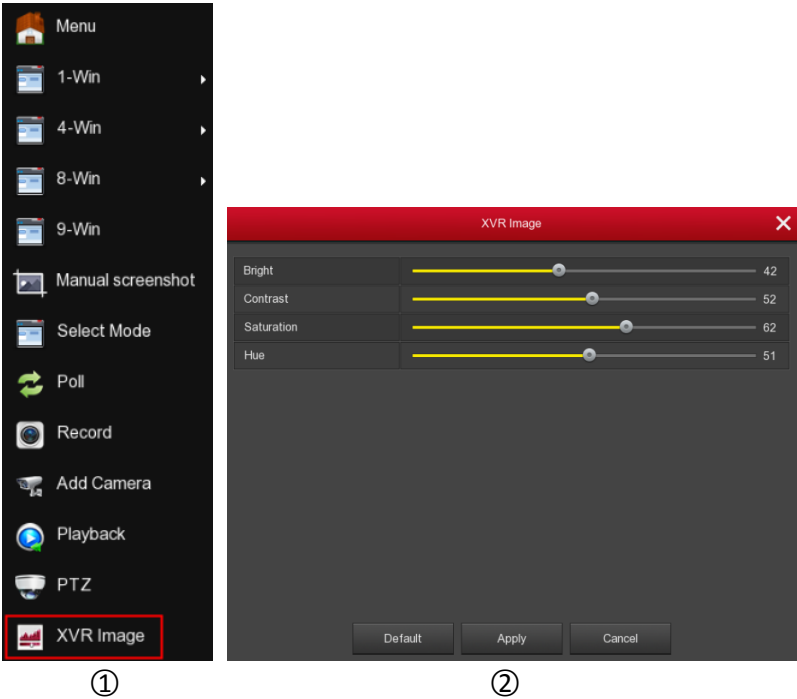 Menu
1-Win
4-Win
8-Win
9-Win
Manual screenshot
Select Mode
Poll
Record
Add Camera
Playback
PTZ
XVR Image
①
XVR Image
Bright 42
Contrast 52
Saturation 62
Hue 51
Default Apply Cancel
②